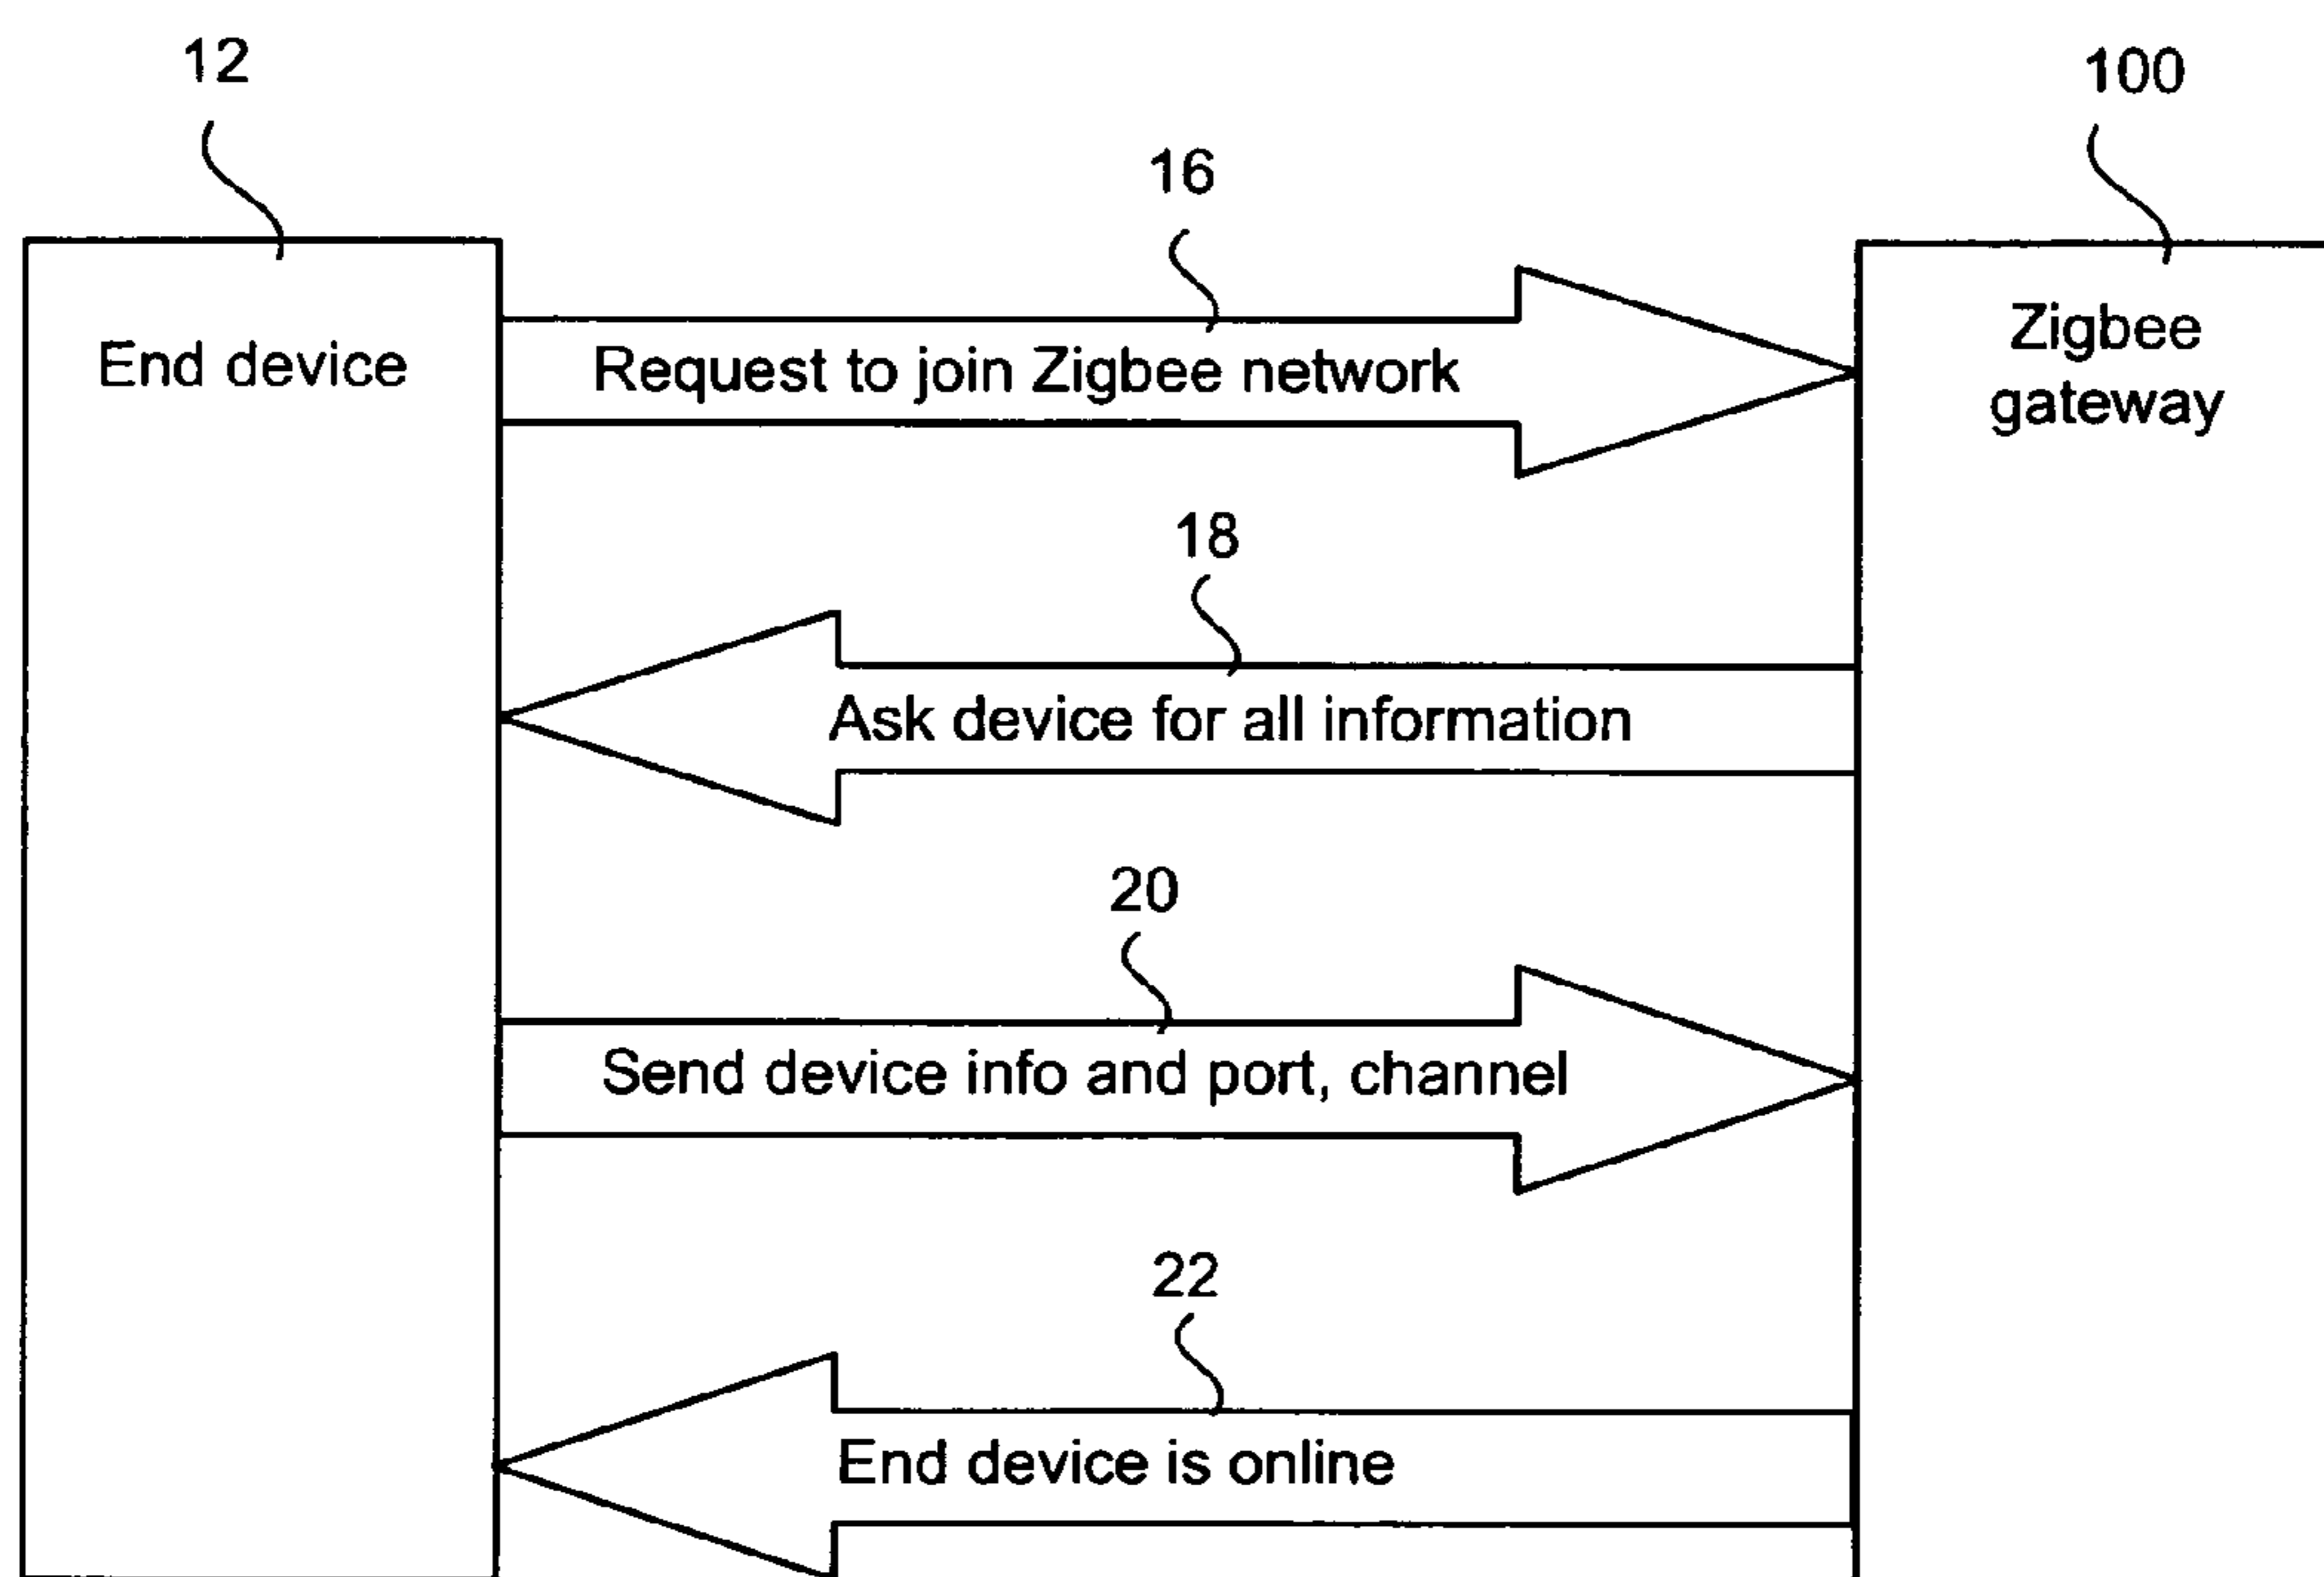 12
100
16
End device
Request to join Zigbee network
Zigbee
gateway
18
Ask device for all information
20
Send device info and port, channel
22
End device is online